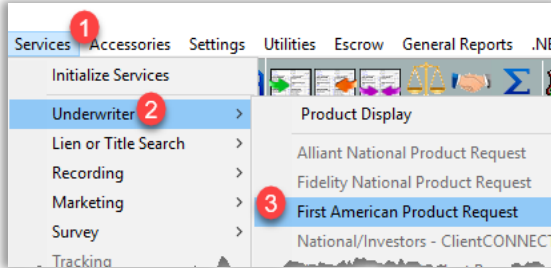 1
Services Accessories Settings Utilities Escrow General Reports .NE
Initialize Services
Underwriter 2 >
Product Display
Lien or Title Search >
Alliant National Product Request
Recording >
Fidelity National Product Request
Marketing >
3 First American Product Request
Survey >
National/Investors - ClientCONNECT
Tracking